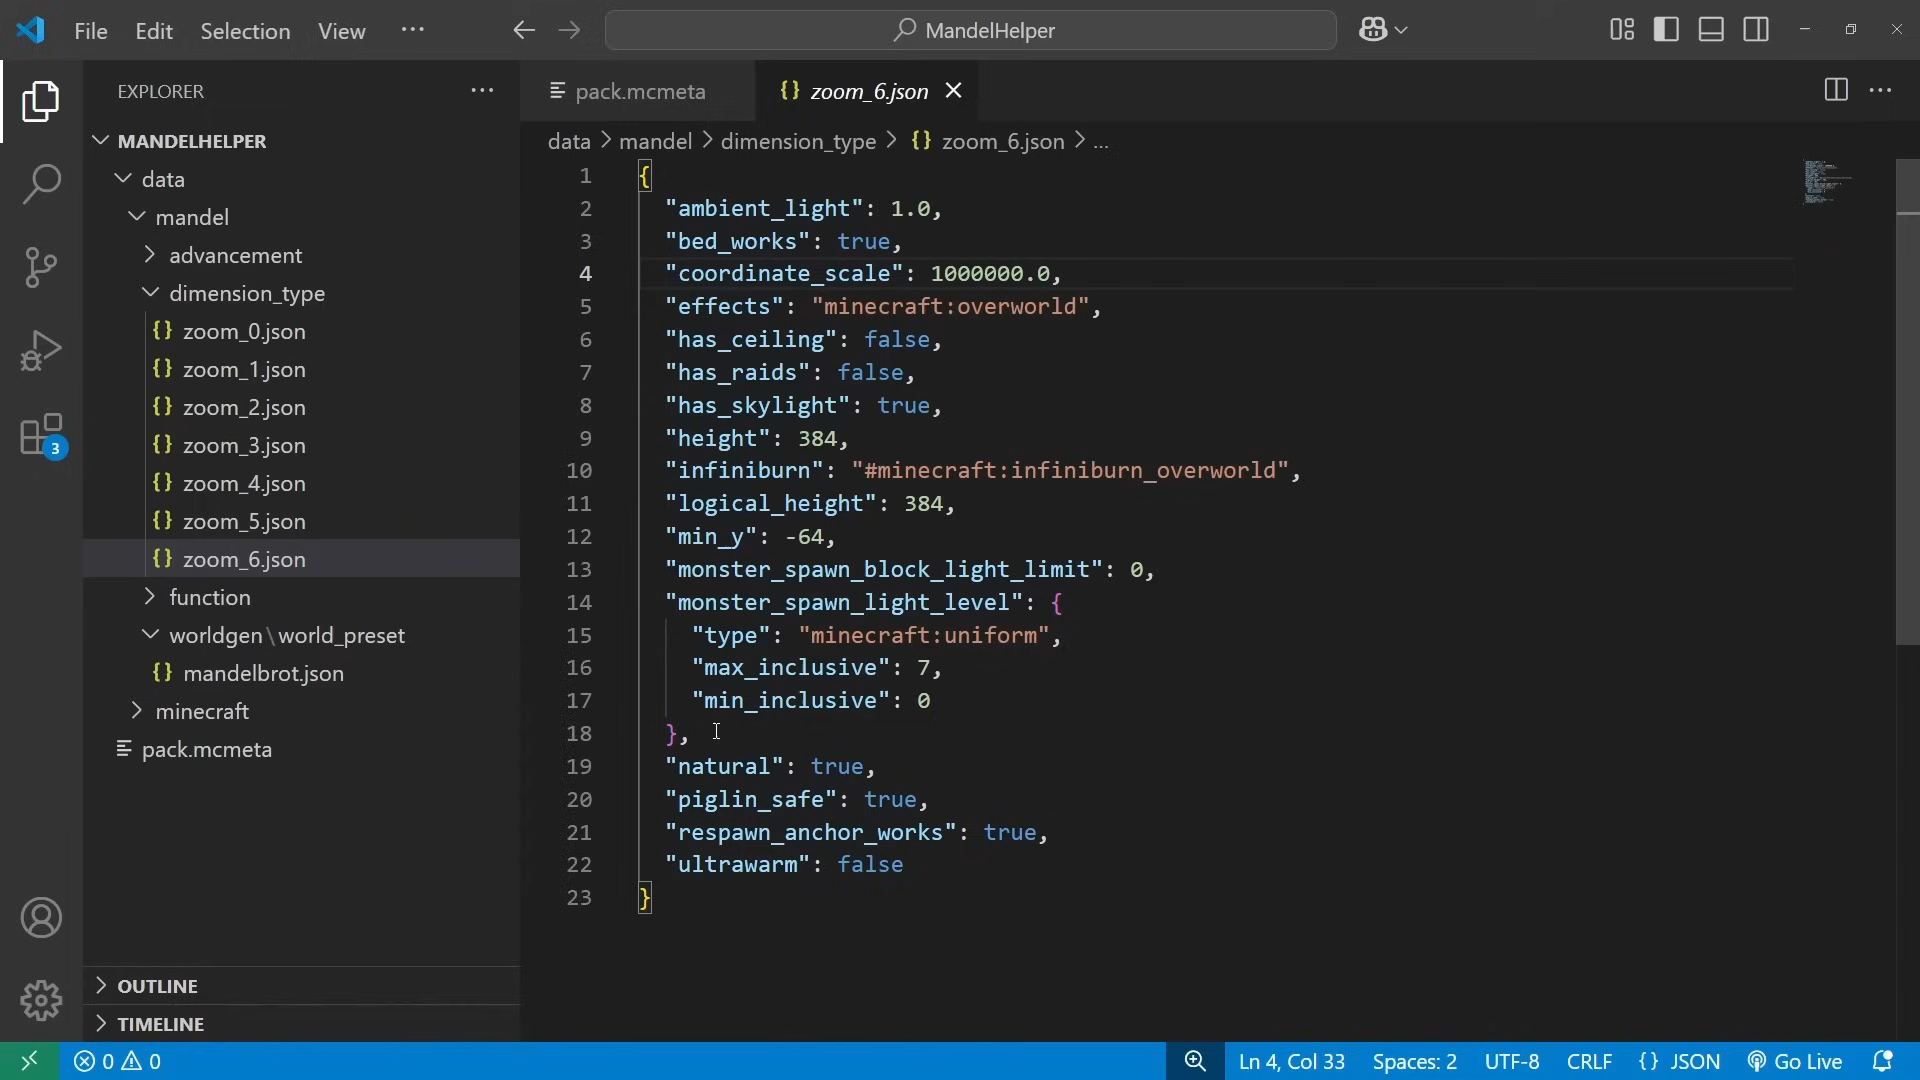 File Edit Selection View ··· MandelHelper
EXPLORER ···
MANDELHELPER
data
mandel
advancement
dimension_type
{} zoom_0.json
{} zoom_1.json
{} zoom_2.json
{} zoom_3.json
{} zoom_4.json
{} zoom_5.json
{} zoom_6.json
function
worldgen\world_preset
{} mandelbrot.json
minecraft
pack.mcmeta
3
OUTLINE
TIMELINE
pack.mcmeta {} zoom_6.json
data > mandel > dimension_type > {} zoom_6.json > ...
1 {
2 "ambient_light": 1.0,
3 "bed_works": true,
4 "coordinate_scale": 1000000.0,
5 "effects": "minecraft:overworld",
6 "has_ceiling": false,
7 "has_raids": false,
8 "has_skylight": true,
9 "height": 384,
10 "infiniburn": "#minecraft:infiniburn_overworld",
11 "logical_height": 384,
12 "min_y": -64,
13 "monster_spawn_block_light_limit": 0,
14 "monster_spawn_light_level": {
15 "type": "minecraft:uniform",
16 "max_inclusive": 7,
17 "min_inclusive": 0
18 },
19 "natural": true,
20 "piglin_safe": true,
21 "respawn_anchor_works": true,
22 "ultrawarm": false
23 }
0 0 Ln 4, Col 33 Spaces: 2 UTF-8 CRLF {} JSON Go Live